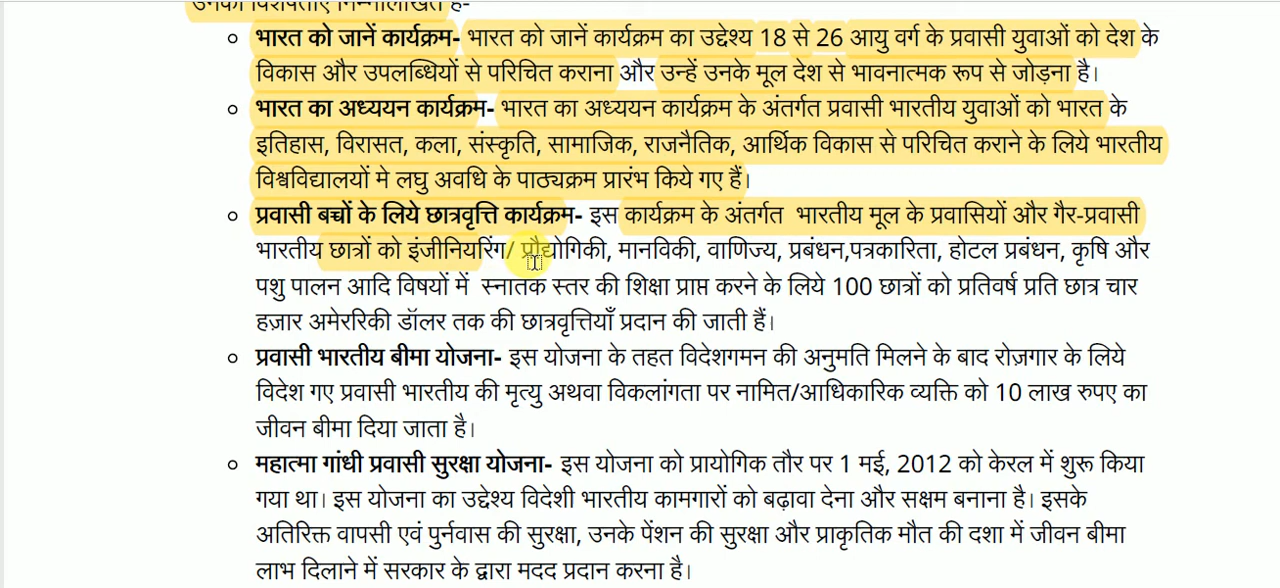 उनकी विशेषताएँ निम्नलिखित है-
भारत को जानें कार्यक्रम- भारत को जानें कार्यक्रम का उद्देश्य 18 से 26 आयु वर्ग के प्रवासी युवाओं को देश के
विकास और उपलब्धियों से परिचित कराना और उन्हें उनके मूल देश से भावनात्मक रूप से जोड़ना है।
भारत का अध्ययन कार्यक्रम- भारत का अध्ययन कार्यक्रम के अंतर्गत प्रवासी भारतीय युवाओं को भारत के
इतिहास, विरासत, कला, संस्कृति, सामाजिक, राजनैतिक, आर्थिक विकास से परिचित कराने के लिये भारतीय
विश्वविद्यालयों मे लघु अवधि के पाठ्यक्रम प्रारंभ किये गए हैं।
प्रवासी बच्चों के लिये छात्रवृत्ति कार्यक्रम- इस कार्यक्रम के अंतर्गत भारतीय मूल के प्रवासियों और गैर-प्रवासी
भारतीय छात्रों को इंजीनियरिंग/ प्रौद्योगिकी, मानविकी, वाणिज्य, प्रबंधन,पत्रकारिता, होटल प्रबंधन, कृषि और
पशु पालन आदि विषयों में स्नातक स्तर की शिक्षा प्राप्त करने के लिये 100 छात्रों को प्रतिवर्ष प्रति छात्र चार
हज़ार अमेररिकी डॉलर तक की छात्रवृत्तियाँ प्रदान की जाती हैं।
प्रवासी भारतीय बीमा योजना- इस योजना के तहत विदेशगमन की अनुमति मिलने के बाद रोज़गार के लिये
विदेश गए प्रवासी भारतीय की मृत्यु अथवा विकलांगता पर नामित/आधिकारिक व्यक्ति को 10 लाख रुपए का
जीवन बीमा दिया जाता है।
महात्मा गांधी प्रवासी सुरक्षा योजना- इस योजना को प्रायोगिक तौर पर 1 मई, 2012 को केरल में शुरू किया
गया था। इस योजना का उद्देश्य विदेशी भारतीय कामगारों को बढ़ावा देना और सक्षम बनाना है। इसके
अतिरिक्त वापसी एवं पुर्नवास की सुरक्षा, उनके पेंशन की सुरक्षा और प्राकृतिक मौत की दशा में जीवन बीमा
लाभ दिलाने में सरकार के द्वारा मदद प्रदान करना है।